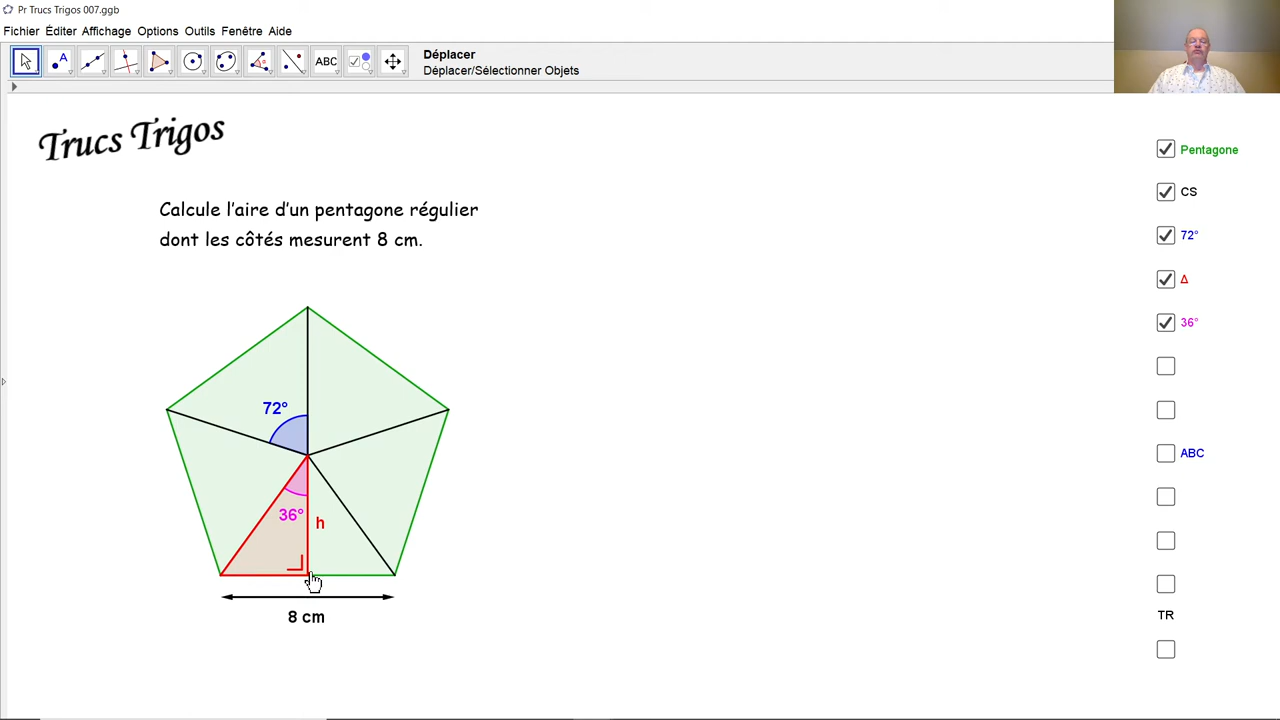 Pr Trucs Trigos 007.ggb
Fichier Éditer Affichage Options Outils Fenêtre Aide
A
ABC
Déplacer
Déplacer/Sélectionner Objets
Trucs Trigos
Calcule l'aire d'un pentagone régulier
dont les côtés mesurent 8 cm.
72°
36°
h
8 cm
Pentagone
CS
72°
Δ
36°
ABC
TR